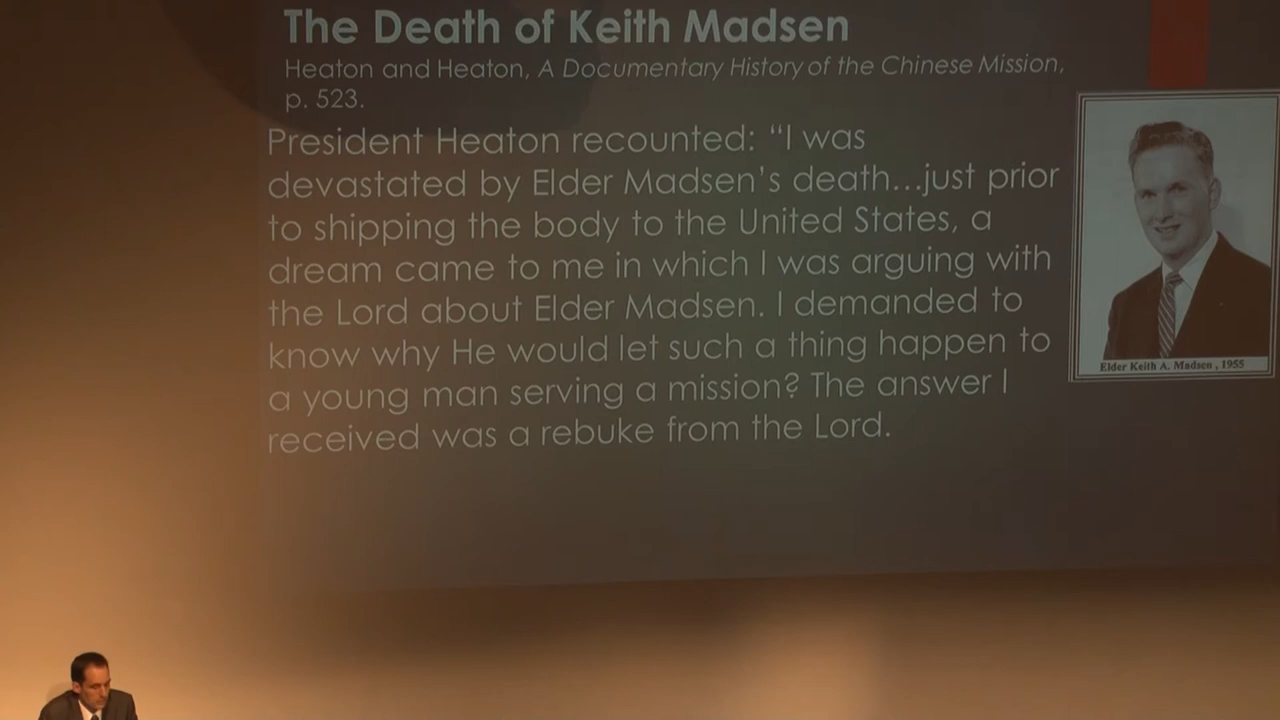 The Death of Keith Madsen
Heaton and Heaton, A Documentary History of the Chinese Mission,
p. 523.
President Heaton recounted: “I was
devastated by Elder Madsen’s death...just prior
to shipping the body to the United States, a
dream came to me in which I was arguing with
the Lord about Elder Madsen. I demanded to
know why He would let such a thing happen to
a young man serving a mission? The answer I
received was a rebuke from the Lord.
Elder Keith A. Madsen , 1955